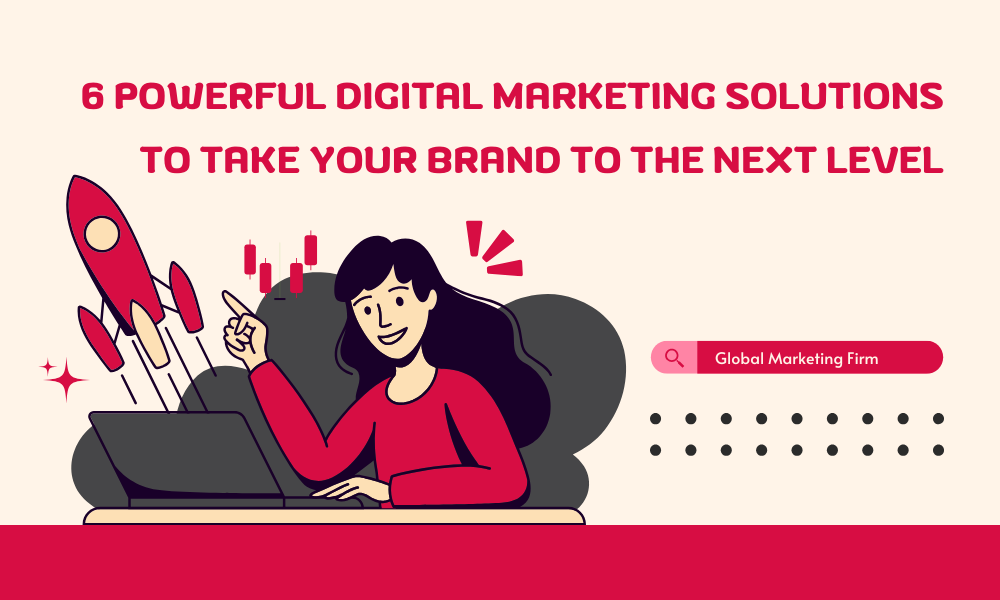 6 POWERFUL DIGITAL MARKETING SOLUTIONS
TO TAKE YOUR BRAND TO THE NEXT LEVEL
Global Marketing Firm